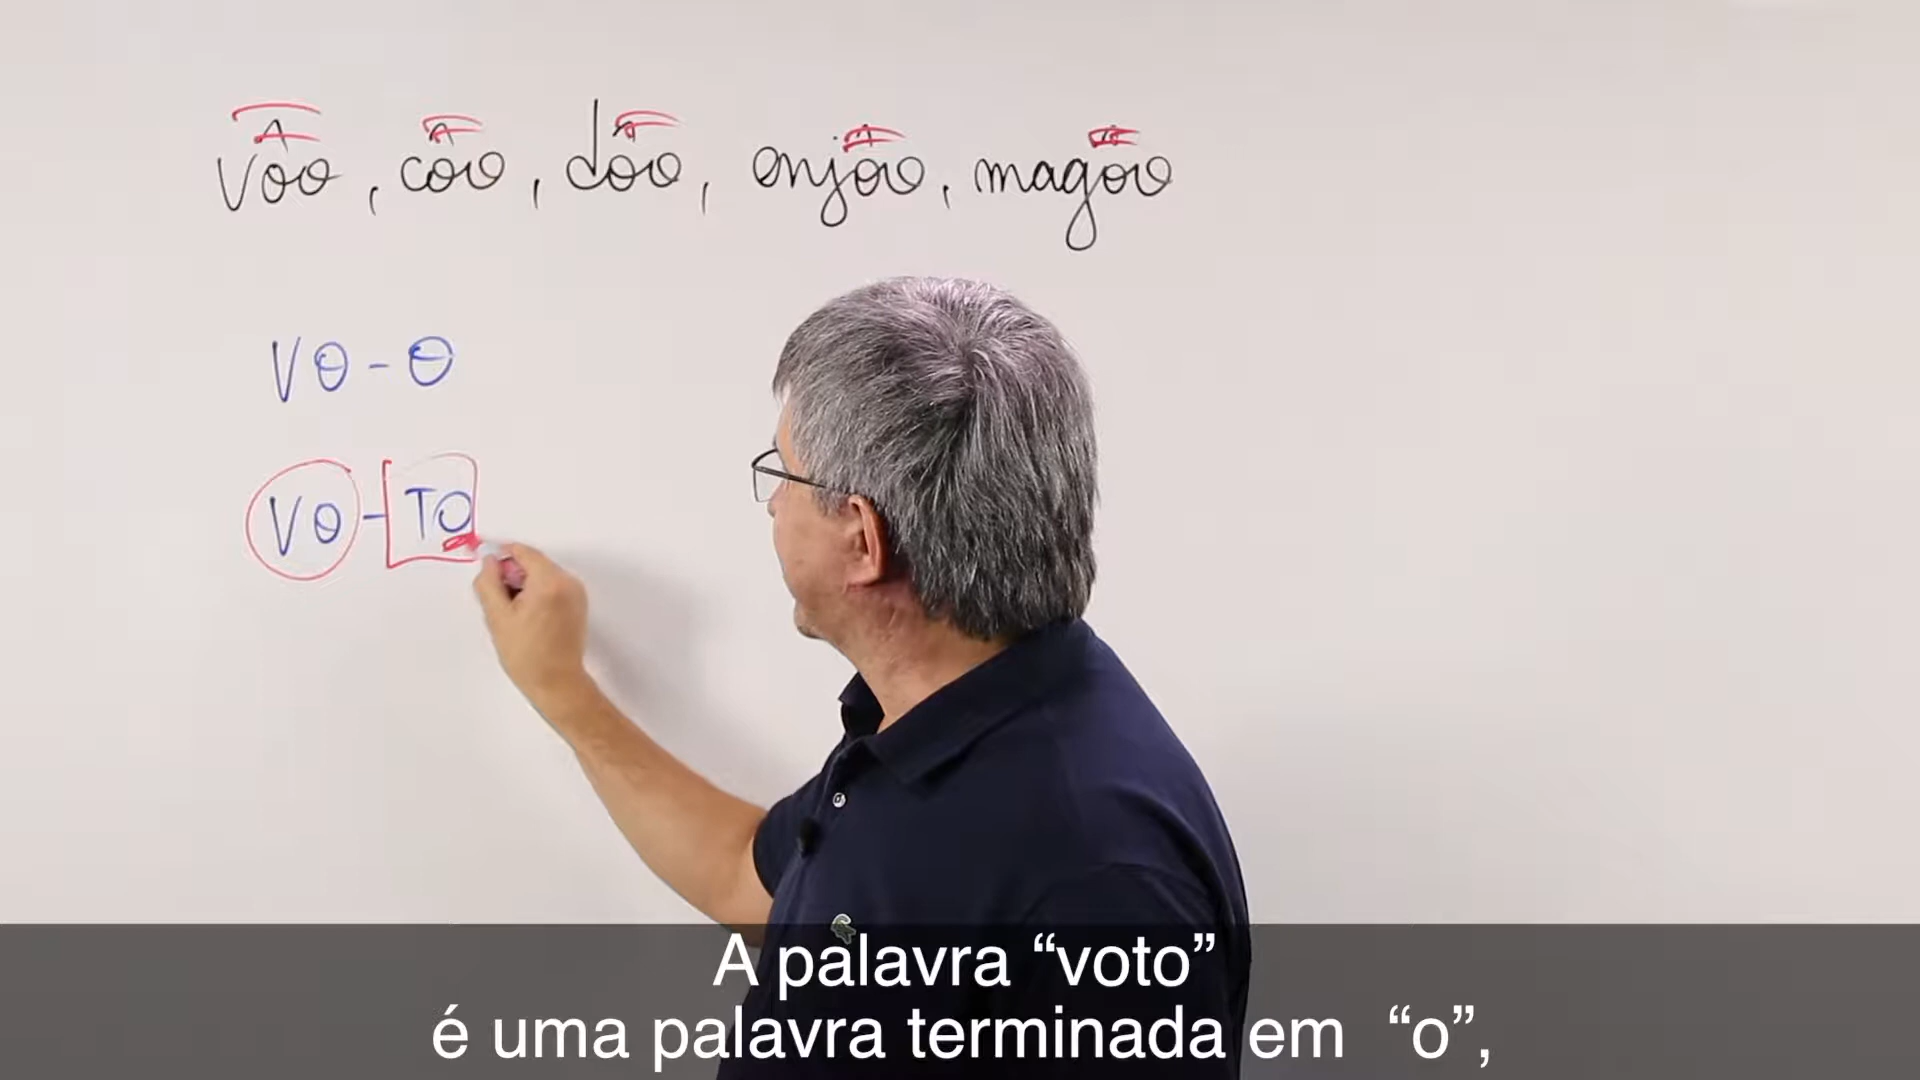 vôo, côo, dôo, enjôo, magôo
VO - O
VO - TO
A palavra “voto”
é uma palavra terminada em “o”,